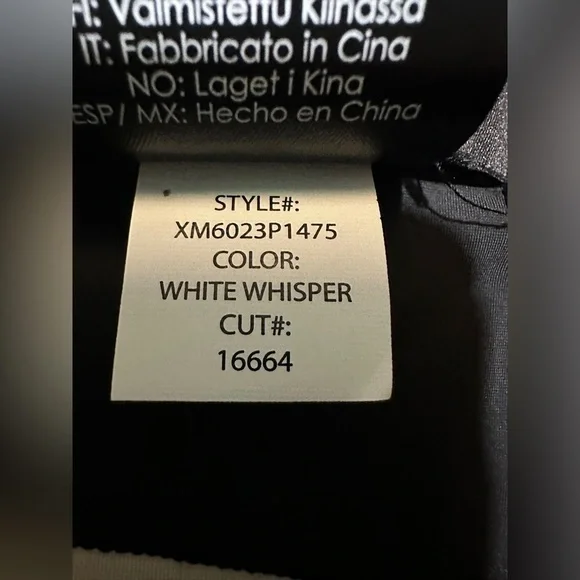 FI: Valmistettu Kiinassa
IT: Fabbricato in Cina
NO: Laget i Kina
ESP/ MX: Hecho en China
STYLE#:
XM6023P1475
COLOR:
WHITE WHISPER
CUT#:
16664